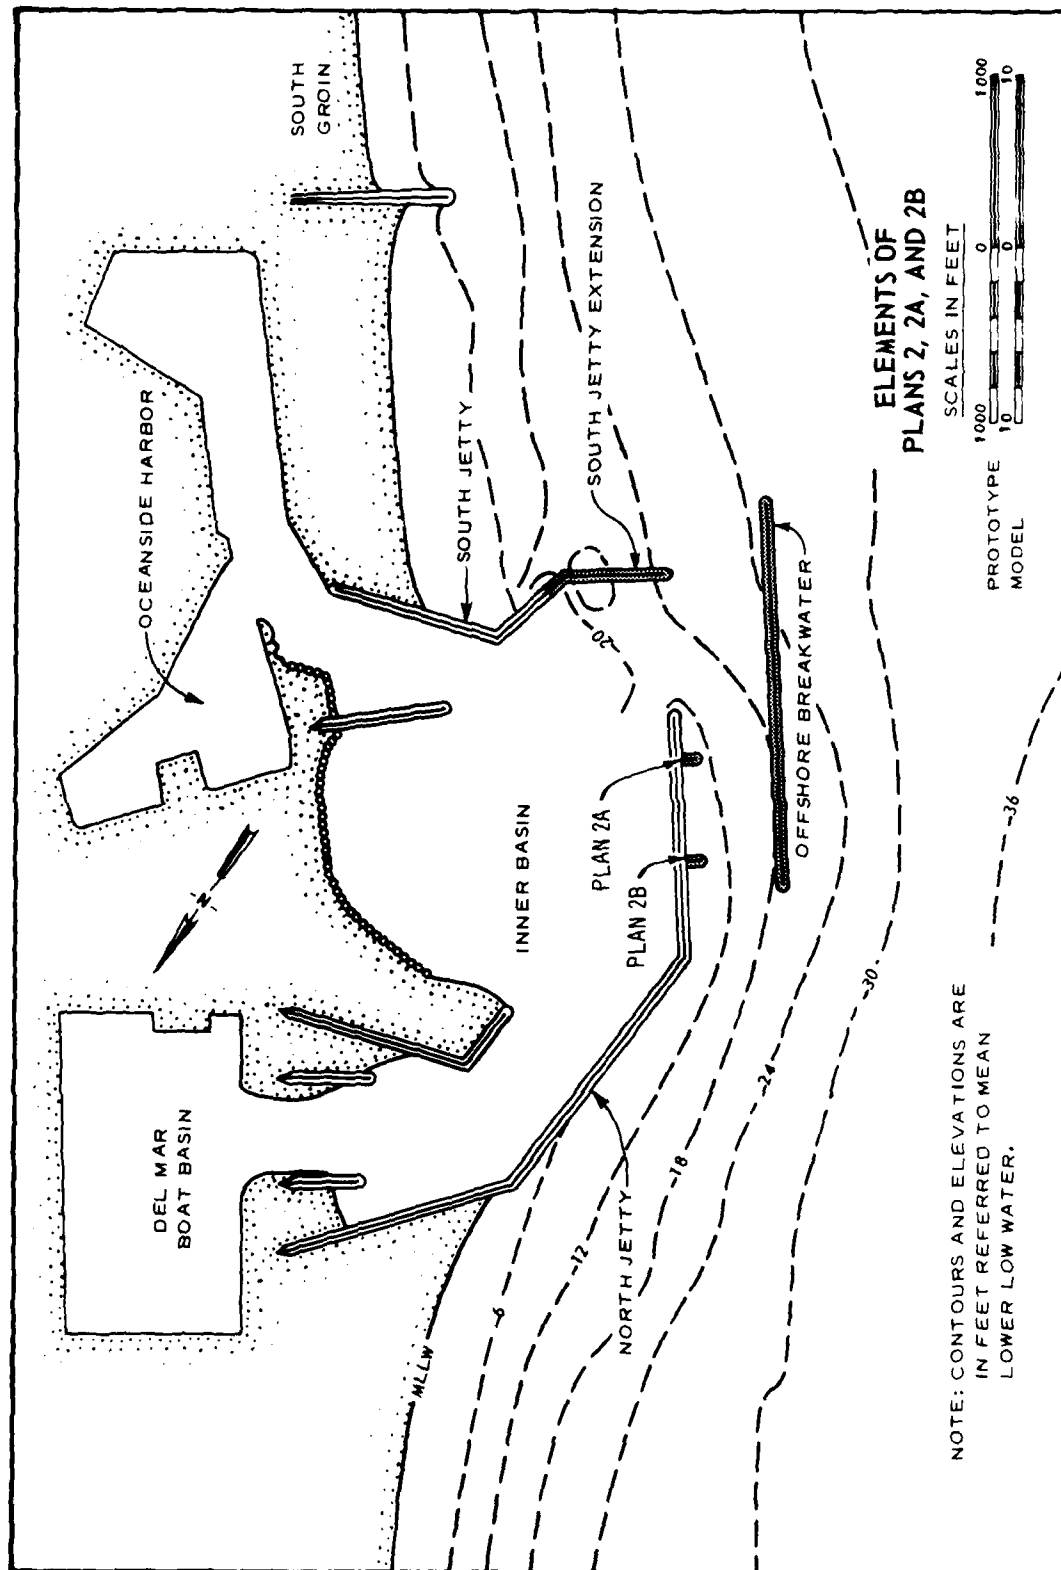 SOUTH
GROIN
OCEANSIDE HARBOR
SOUTH JETTY
SOUTH JETTY EXTENSION
N
INNER BASIN
PLAN 2A
PLAN 2B
OFFSHORE BREAKWATER
DEL MAR
BOAT BASIN
NORTH JETTY
MLLW
-6
-12
-18
-24
-30
-36
20
ELEMENTS OF
PLANS 2, 2A, AND 2B
SCALES IN FEET
PROTOTYPE 1000 0 1000
MODEL 10 0 10
NOTE: CONTOURS AND ELEVATIONS ARE
IN FEET REFERRED TO MEAN
LOWER LOW WATER.